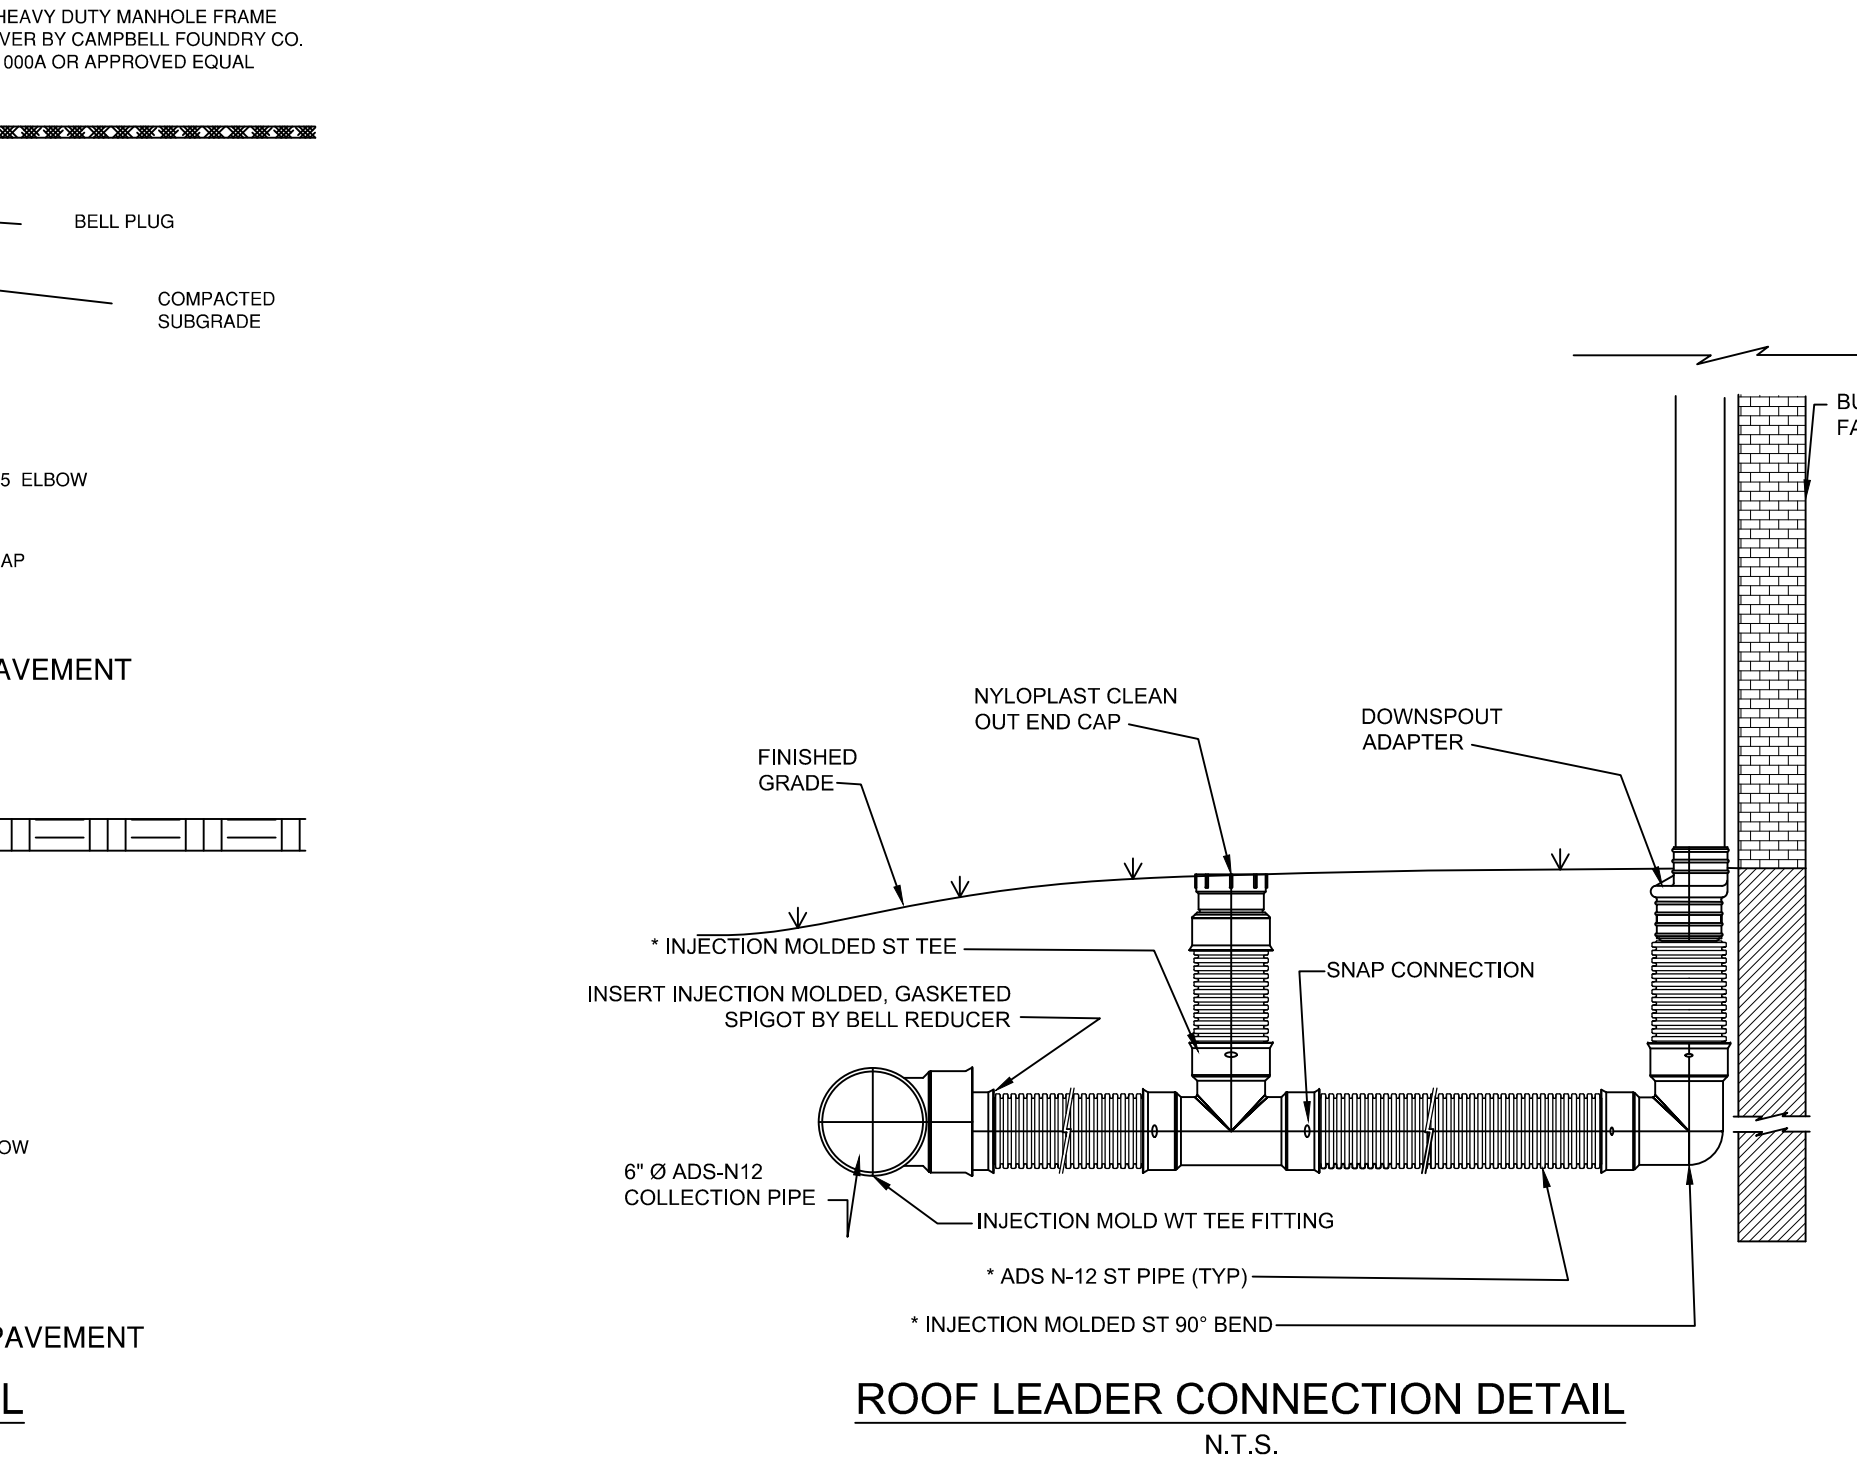 HEAVY DUTY MANHOLE FRAME
VER BY CAMPBELL FOUNDRY CO.
000A OR APPROVED EQUAL
BELL PLUG
COMPACTED
SUBGRADE
5 ELBOW
AP
AVEMENT
OW
PAVEMENT
L
BU
FA
NYLOPLAST CLEAN
OUT END CAP
DOWNSPOUT
ADAPTER
FINISHED
GRADE
* INJECTION MOLDED ST TEE
SNAP CONNECTION
INSERT INJECTION MOLDED, GASKETED
SPIGOT BY BELL REDUCER
6" Ø ADS-N12
COLLECTION PIPE
INJECTION MOLD WT TEE FITTING
* ADS N-12 ST PIPE (TYP)
* INJECTION MOLDED ST 90° BEND
ROOF LEADER CONNECTION DETAIL
N.T.S.